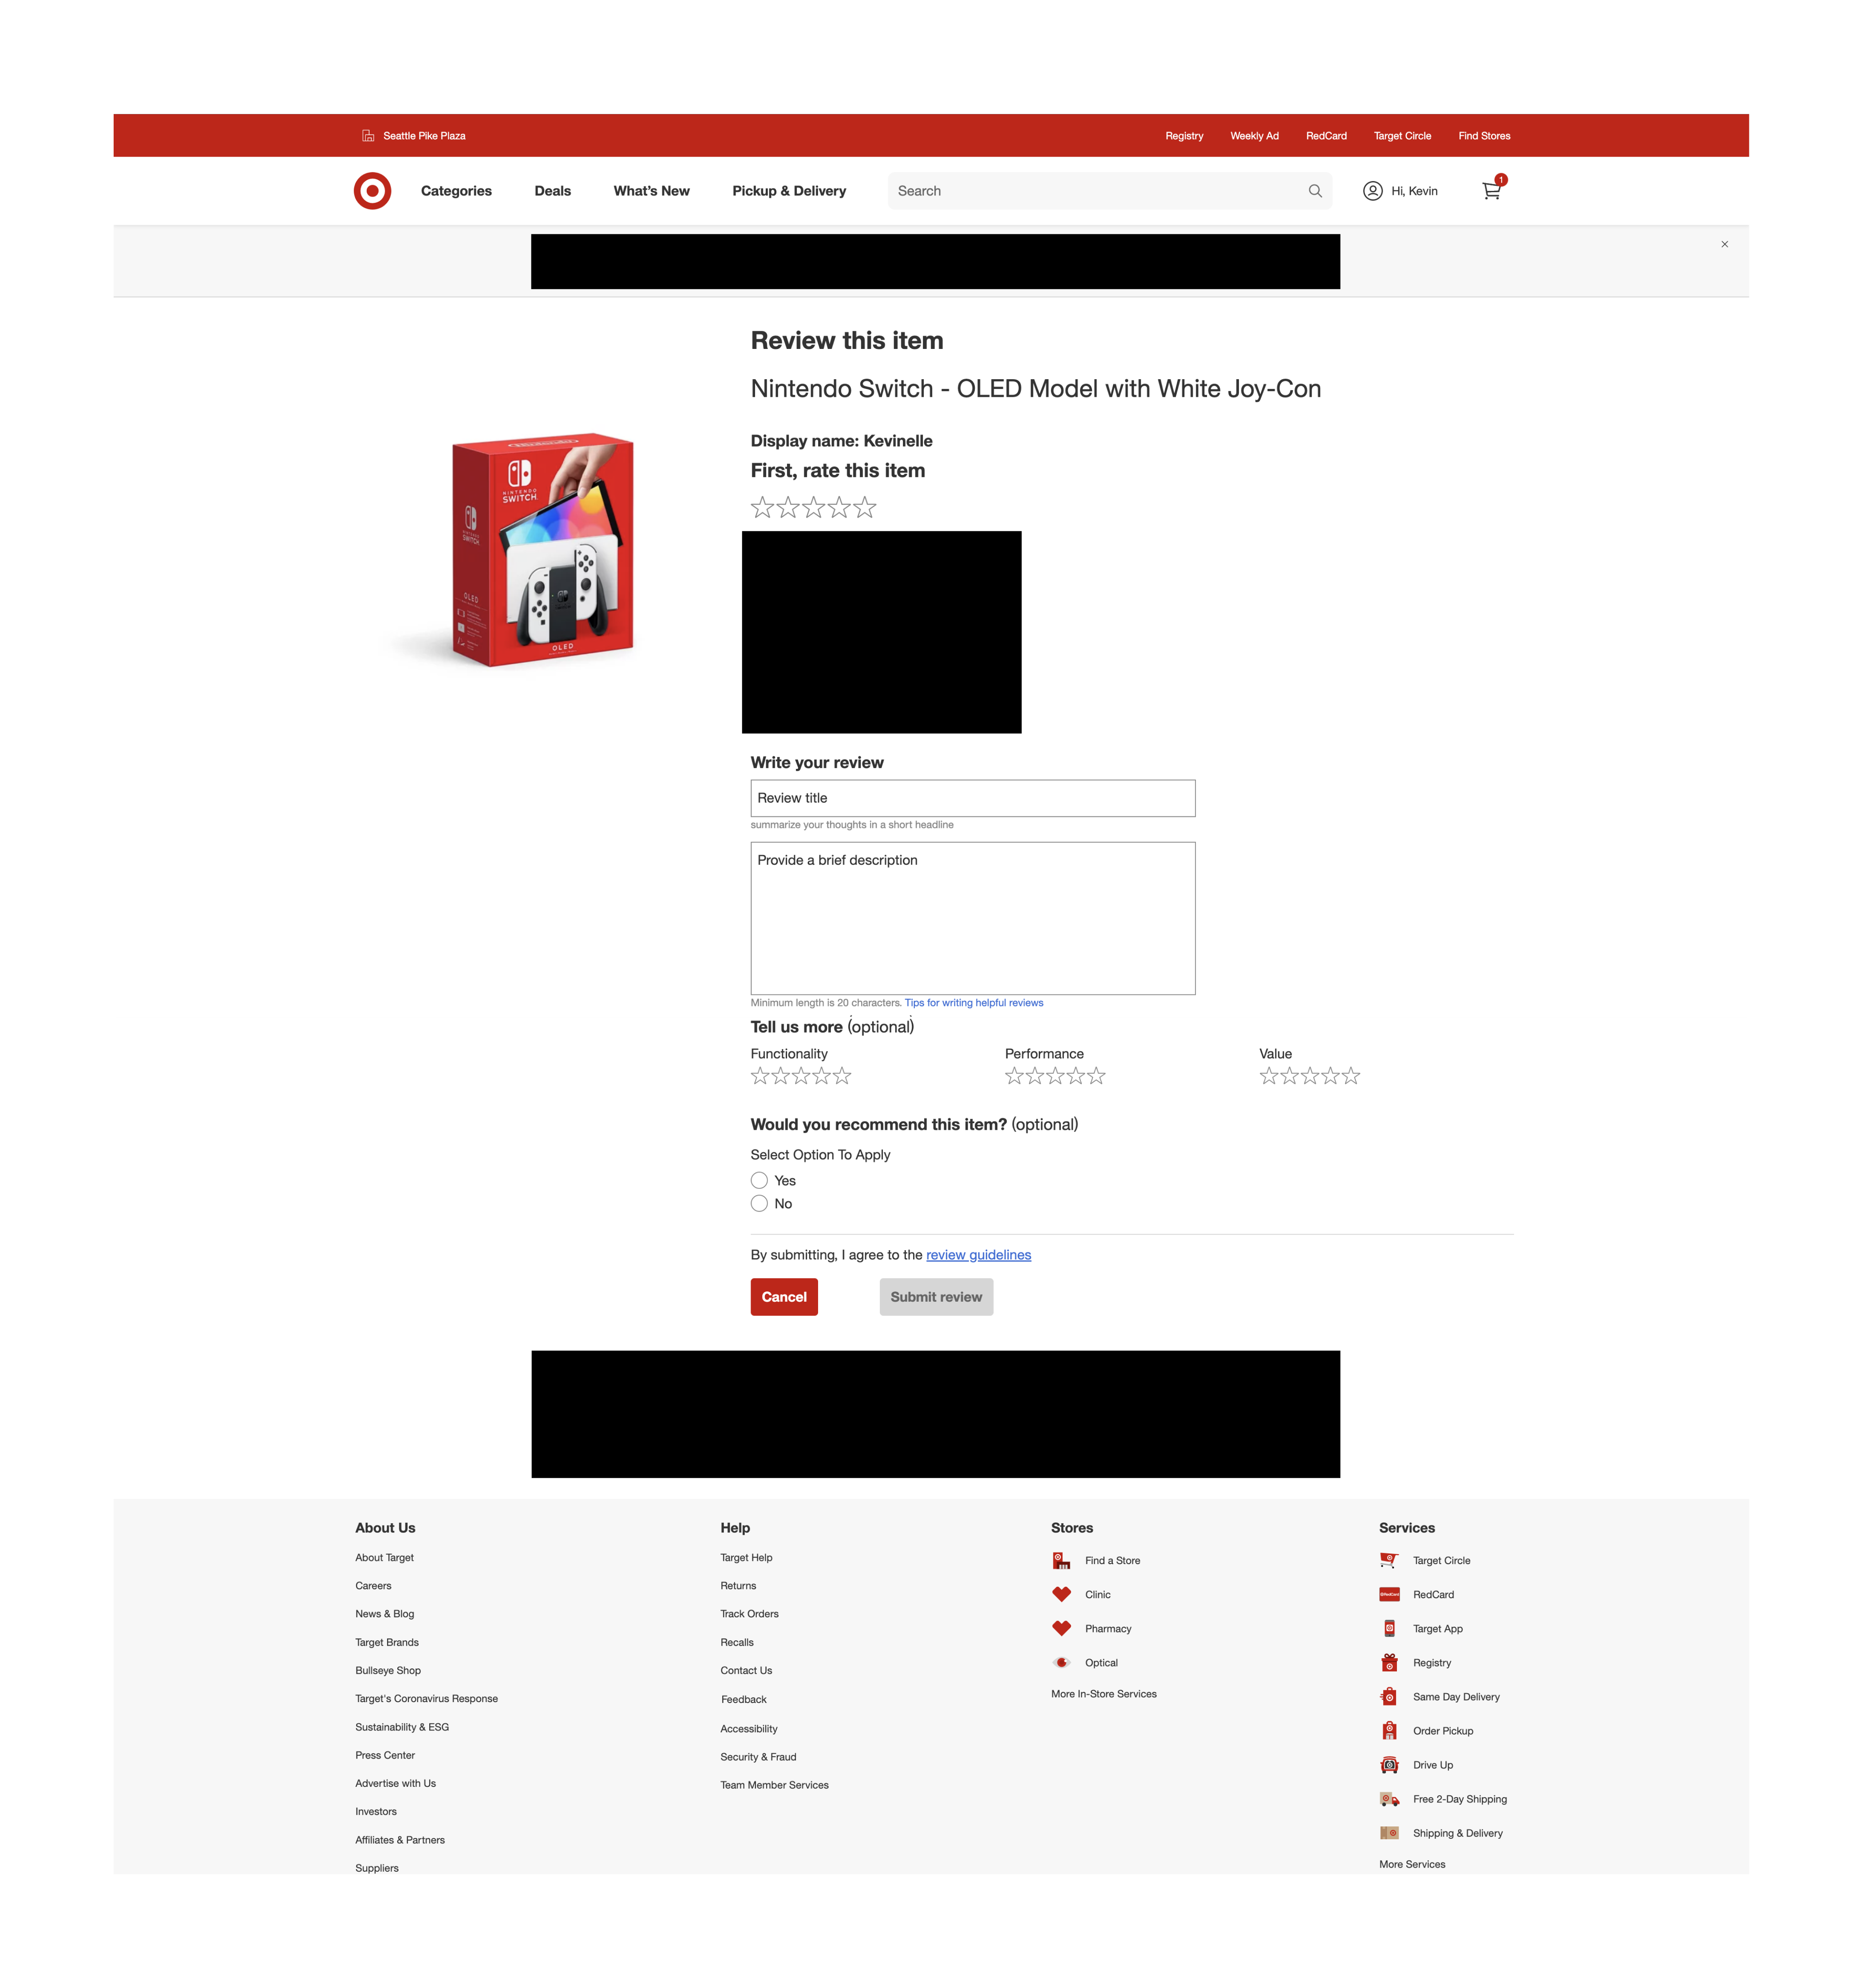 Seattle Pike Plaza
Registry Weekly Ad RedCard Target Circle Find Stores
Categories Deals What's New Pickup & Delivery Search Hi, Kevin 1
Review this item
Nintendo Switch - OLED Model with White Joy-Con
Display name: Kevinelle
First, rate this item
NINTENDO
SWITCH
OLED
OLED
Write your review
Review title
summarize your thoughts in a short headline
Provide a brief description
Minimum length is 20 characters. Tips for writing helpful reviews
Tell us more (optional)
Functionality Performance Value
Would you recommend this item? (optional)
Select Option To Apply
Yes
No
By submitting, I agree to the review guidelines
Cancel Submit review
About Us
About Target
Careers
News & Blog
Target Brands
Bullseye Shop
Target's Coronavirus Response
Sustainability & ESG
Press Center
Advertise with Us
Investors
Affiliates & Partners
Suppliers
Help
Target Help
Returns
Track Orders
Recalls
Contact Us
Feedback
Accessibility
Security & Fraud
Team Member Services
Stores
Find a Store
Clinic
Pharmacy
Optical
More In-Store Services
Services
Target Circle
RedCard
Target App
Registry
Same Day Delivery
Order Pickup
Drive Up
Free 2-Day Shipping
Shipping & Delivery
More Services